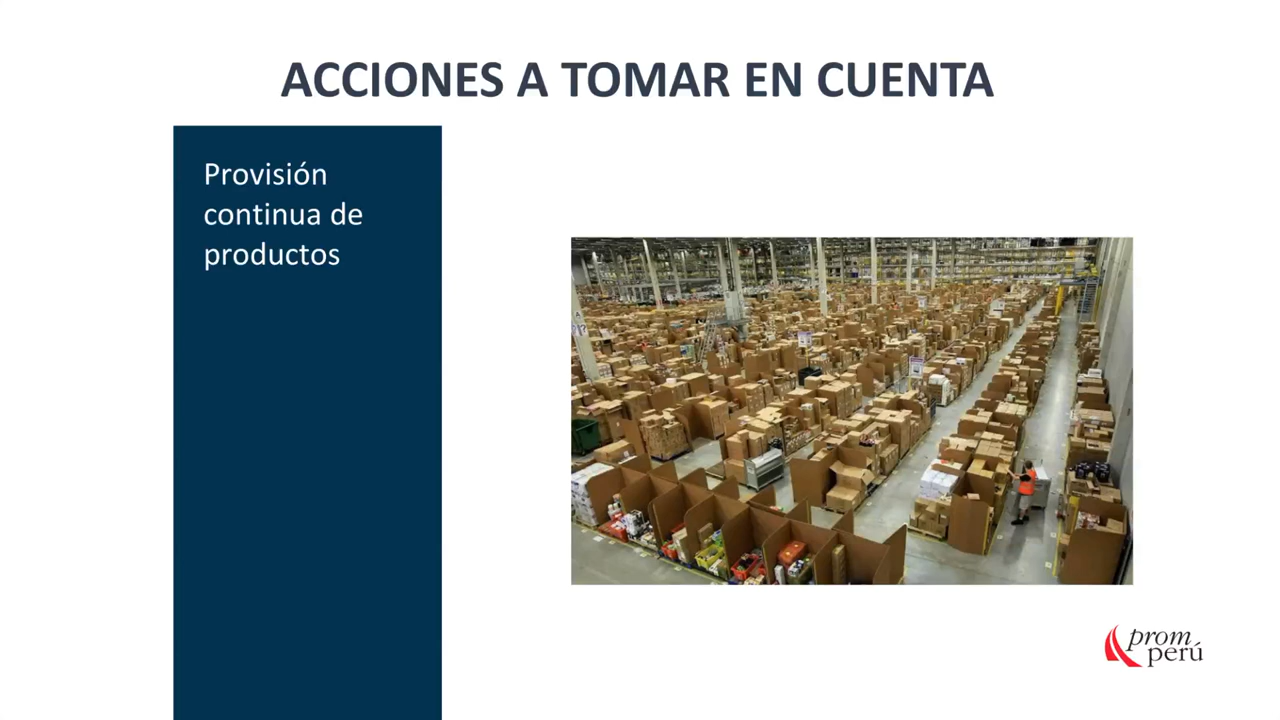 ACCIONES A TOMAR EN CUENTA
Provisión
continua de
productos
prom
perú